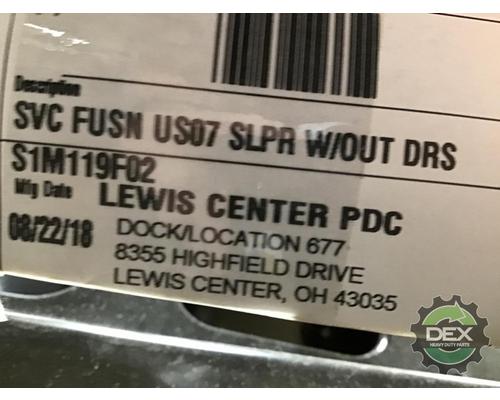 Description
SVC FUSN US07 SLPR W/OUT DRS
S1M119F02
Mfg Date LEWIS CENTER PDC
08/22/18 DOCK/LOCATION 677
8355 HIGHFIELD DRIVE
LEWIS CENTER, OH 43035
DEX
HEAVY DUTY PARTS